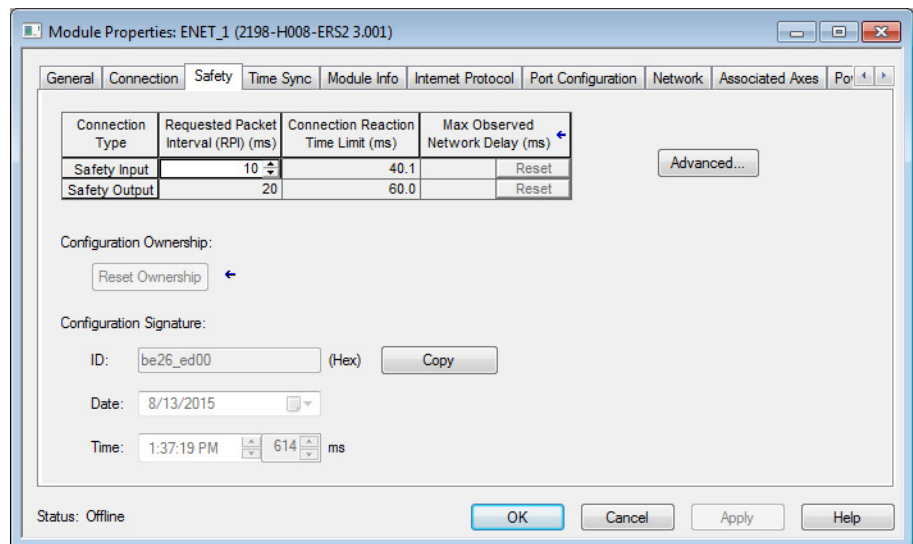 Module Properties: ENET_1 (2198-H008-ERS2 3.001)
General Connection Safety Time Sync Module Info Internet Protocol Port Configuration Network Associated Axes
Connection Requested Packet Connection Reaction Max Observed
Type Interval (RPI) (ms) Time Limit (ms) Network Delay (ms)
Safety Input 10 40.1 Reset
Safety Output 20 60.0 Reset
Advanced...
Configuration Ownership:
Reset Ownership
Configuration Signature:
ID: be26_ed00 (Hex) Copy
Date: 8/13/2015
Time: 1:37:19 PM 614 ms
Status: Offline OK Cancel Apply Help